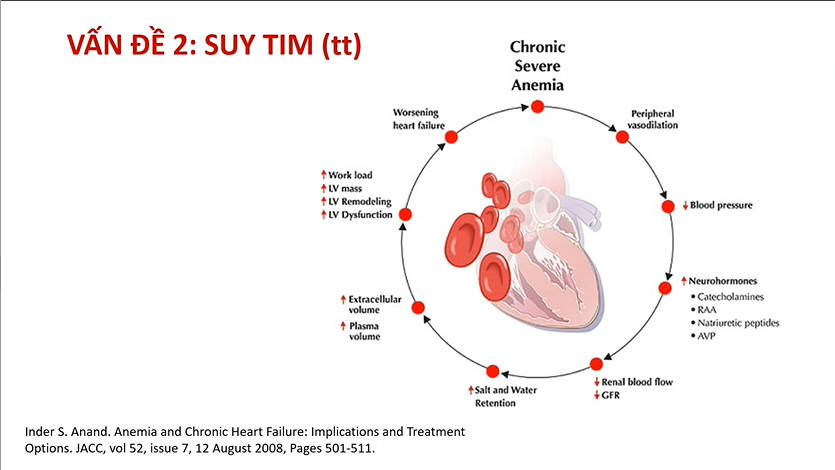 VẤN ĐỀ 2: SUY TIM (tt)
Chronic
Severe
Anemia
Peripheral
vasodilation
↓ Blood pressure
↑ Neurohormones
• Catecholamines
• RAA
• Natriuretic peptides
• AVP
↓ Renal blood flow
↓ GFR
↑ Salt and Water
Retention
↑ Extracellular
volume
↑ Plasma
volume
↑ Work load
↑ LV mass
↑ LV Remodeling
↑ LV Dysfunction
Worsening
heart failure
Inder S. Anand. Anemia and Chronic Heart Failure: Implications and Treatment
Options. JACC, vol 52, issue 7, 12 August 2008, Pages 501-511.